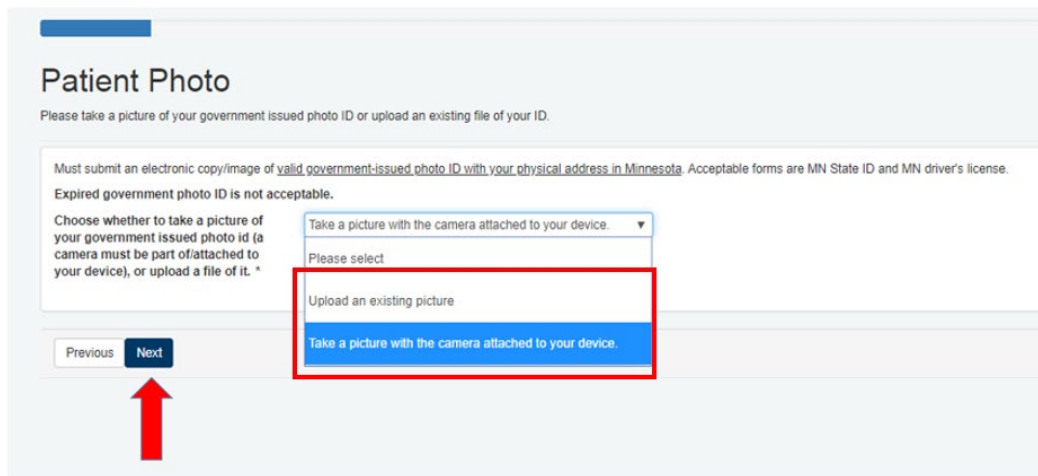 Patient Photo
Please take a picture of your government issued photo ID or upload an existing file of your ID.
Must submit an electronic copy/image of valid government-issued photo ID with your physical address in Minnesota. Acceptable forms are MN State ID and MN driver's license.
Expired government photo ID is not acceptable.
Choose whether to take a picture of
your government issued photo id (a
camera must be part of/attached to
your device), or upload a file of it. *
Take a picture with the camera attached to your device.
Please select
Upload an existing picture
Take a picture with the camera attached to your device.
Previous
Next